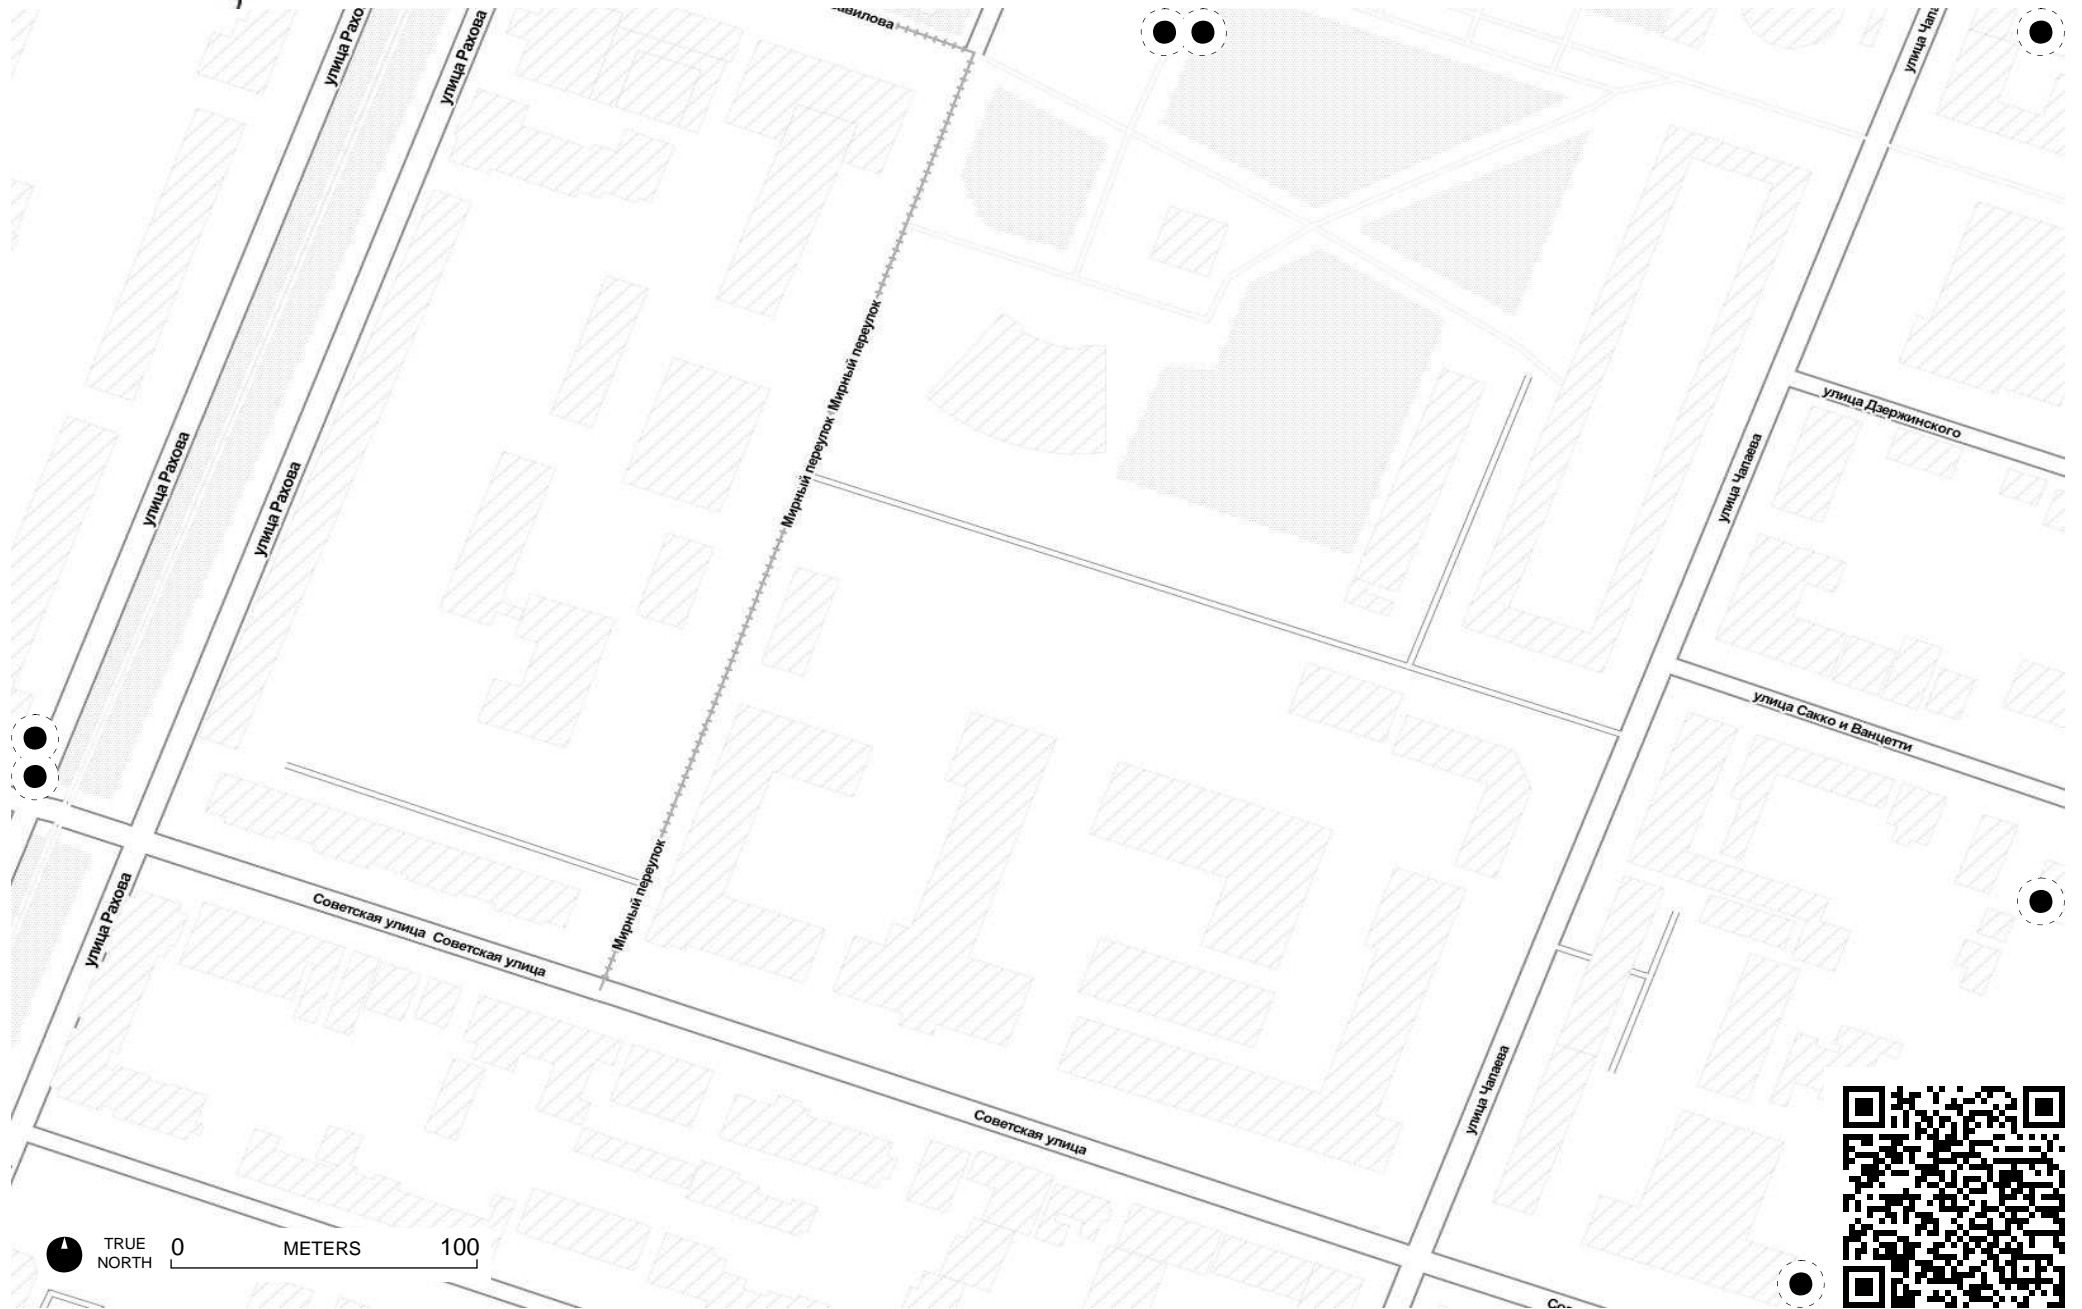 улица Рахова
улица Рахова
улица Чапаева
улица Дзержинского
Мирный переулок
Мирный переулок
Мирный переулок
улица Рахова
улица Рахова
улица Чапаева
улица Сакко и Ванцетти
Мирный переулок
улица Рахова
Советская улица Советская улица
улица Чапаева
Советская улица
TRUE
NORTH
0 METERS 100